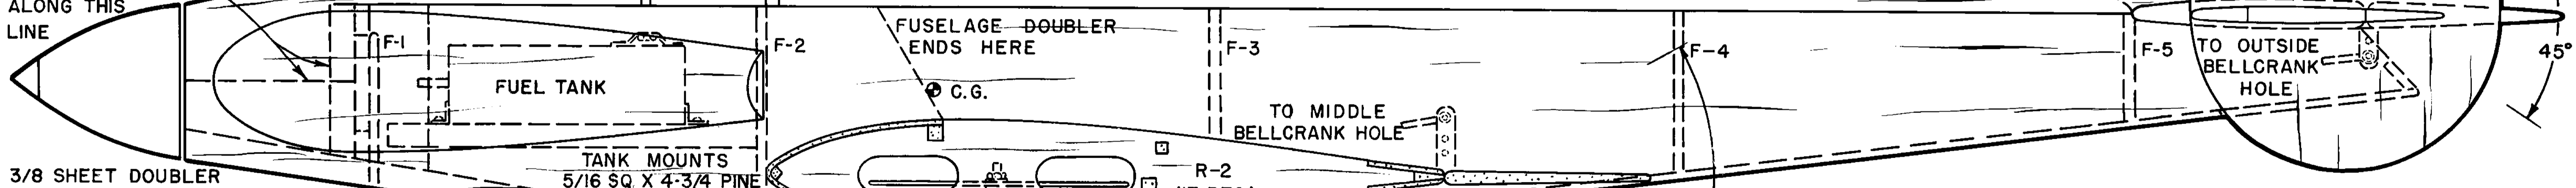 ALONG THIS
LINE
F-1
FUEL TANK
F-2
FUSELAGE DOUBLER
ENDS HERE
C.G.
F-3
TO MIDDLE
BELLCRANK HOLE
F-4
F-5
TO OUTSIDE
BELLCRANK
HOLE
45°
3/8 SHEET DOUBLER
TANK MOUNTS
5/16 SQ. X 4-3/4 PINE
R-2